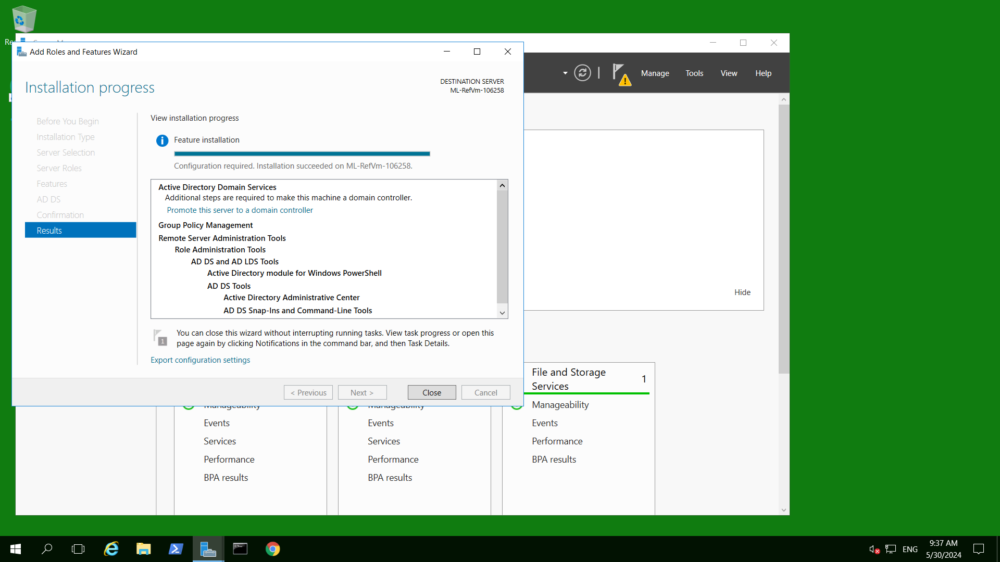 Add Roles and Features Wizard
Manage
Tools
View
Help
Installation progress
DESTINATION SERVER
ML-RefVm-106258
Before You Begin
Installation Type
Server Selection
Server Roles
Features
AD DS
Confirmation
Results
View installation progress
Feature installation
Configuration required. Installation succeeded on ML-RefVm-106258.
Active Directory Domain Services
Additional steps are required to make this machine a domain controller.
Promote this server to a domain controller
Group Policy Management
Remote Server Administration Tools
Role Administration Tools
AD DS and AD LDS Tools
Active Directory module for Windows PowerShell
AD DS Tools
Active Directory Administrative Center
AD DS Snap-Ins and Command-Line Tools
1
You can close this wizard without interrupting running tasks. View task progress or open this
page again by clicking Notifications in the command bar, and then Task Details.
Export configuration settings
< Previous
Next >
Close
Cancel
Hide
File and Storage
Services
1
Manageability
Events
Services
Performance
BPA results
Manageability
Events
Services
Performance
BPA results
Manageability
Events
Performance
BPA results
ENG
9:37 AM
5/30/2024